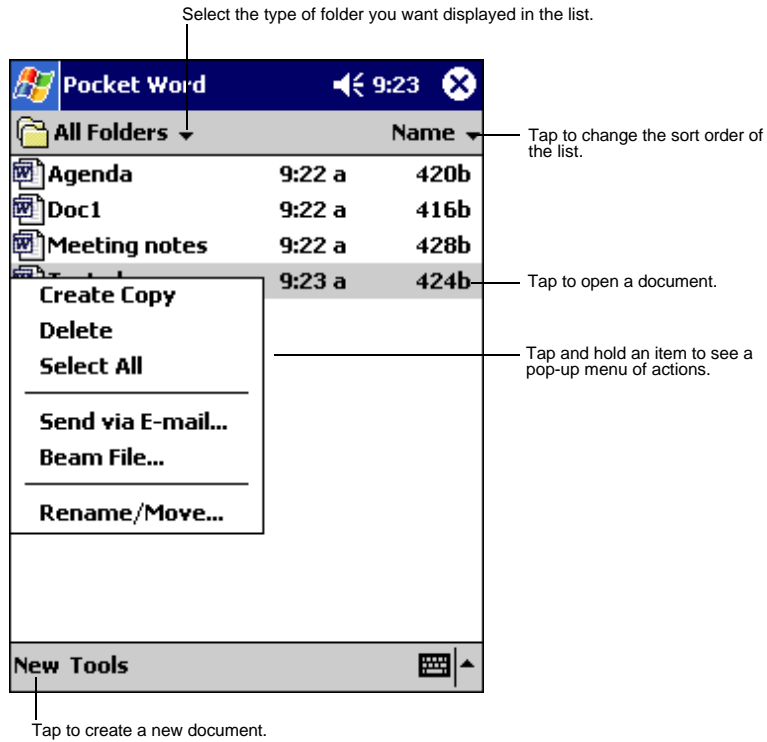 Select the type of folder you want displayed in the list.
Pocket Word 9:23
All Folders Name
Tap to change the sort order of
the list.
Agenda 9:22 a 420b
Doc1 9:22 a 416b
Meeting notes 9:22 a 428b
9:23 a 424b
Tap to open a document.
Create Copy
Delete
Select All
Send via E-mail...
Beam File...
Rename/Move...
Tap and hold an item to see a
pop-up menu of actions.
New Tools
Tap to create a new document.